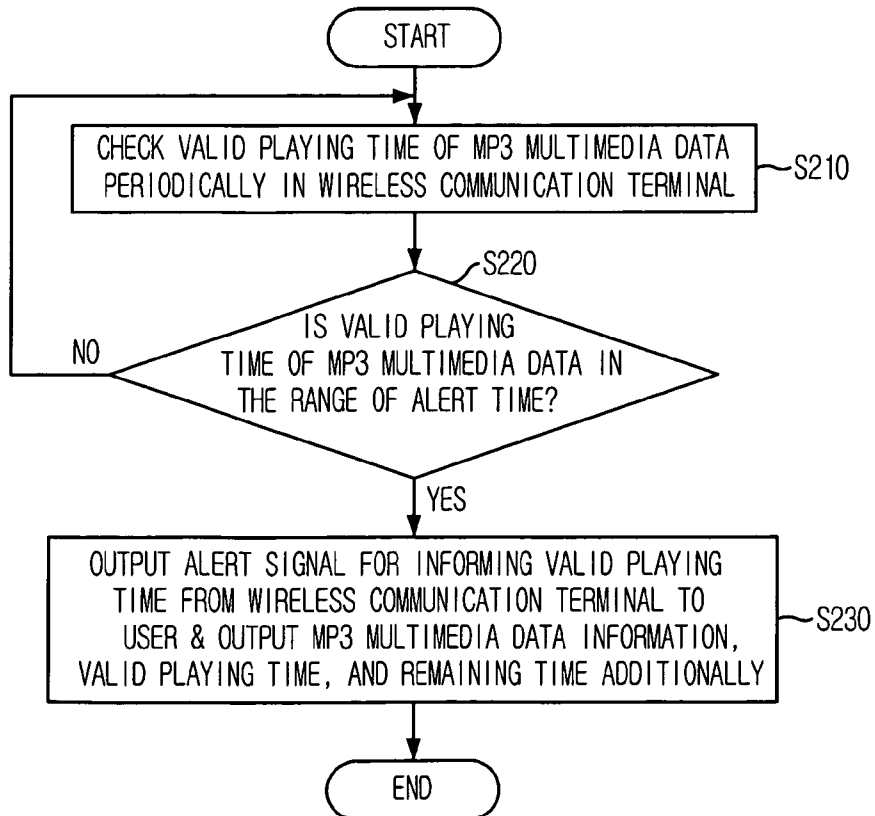 START
CHECK VALID PLAYING TIME OF MP3 MULTIMEDIA DATA
PERIODICALLY IN WIRELESS COMMUNICATION TERMINAL
S210
S220
IS VALID PLAYING
TIME OF MP3 MULTIMEDIA DATA IN
THE RANGE OF ALERT TIME?
NO
YES
OUTPUT ALERT SIGNAL FOR INFORMING VALID PLAYING
TIME FROM WIRELESS COMMUNICATION TERMINAL TO
USER & OUTPUT MP3 MULTIMEDIA DATA INFORMATION,
VALID PLAYING TIME, AND REMAINING TIME ADDITIONALLY
S230
END